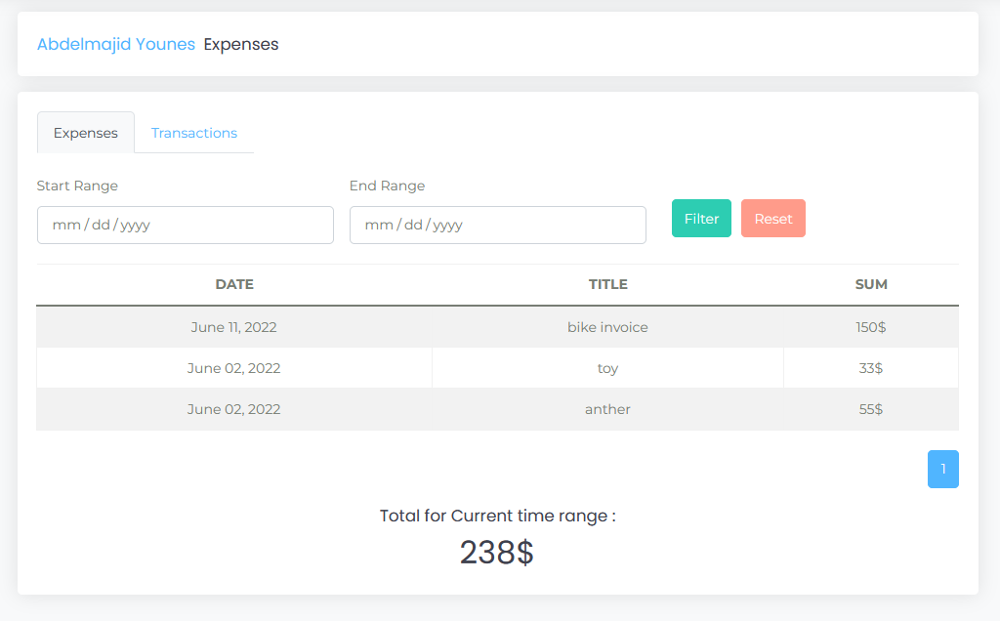 Abdelmajid Younes Expenses
Expenses Transactions
Start Range End Range
mm/dd/yyyy mm/dd/yyyy Filter Reset
DATE TITLE SUM
June 11, 2022 bike invoice 150$
June 02, 2022 toy 33$
June 02, 2022 anther 55$
1
Total for Current time range :
238$